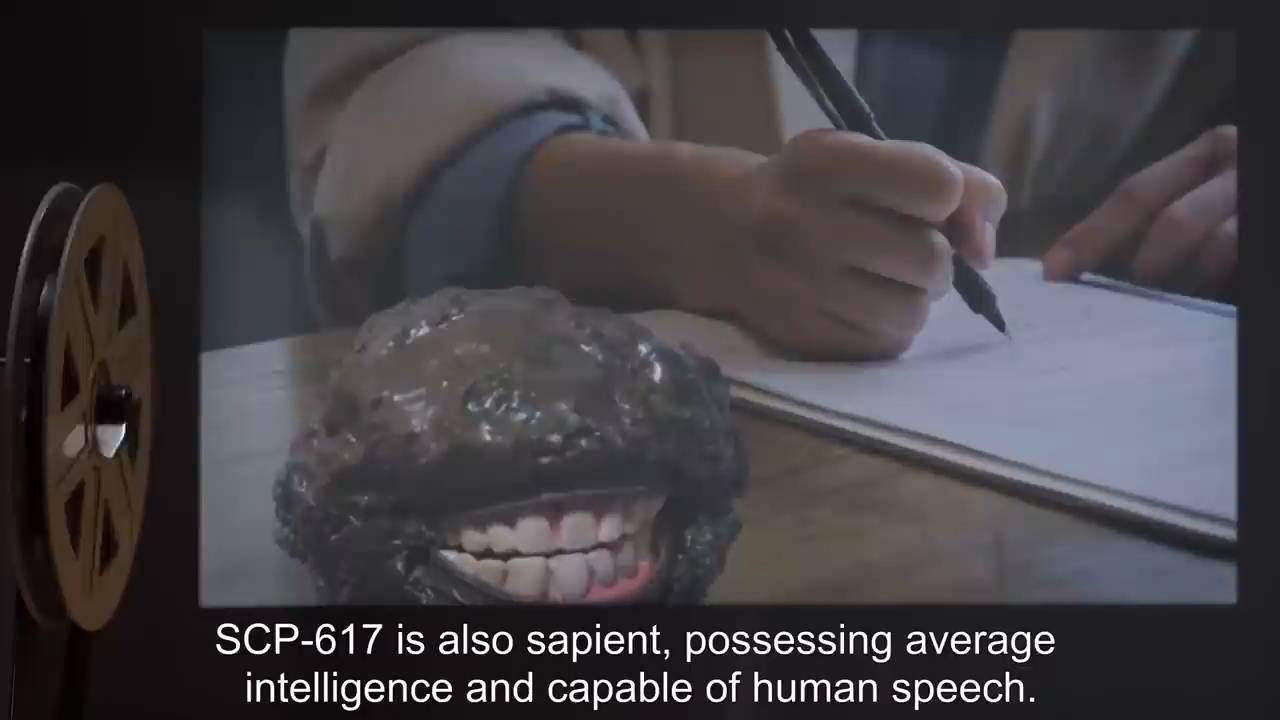 SCP-617 is also sapient, possessing average
intelligence and capable of human speech.